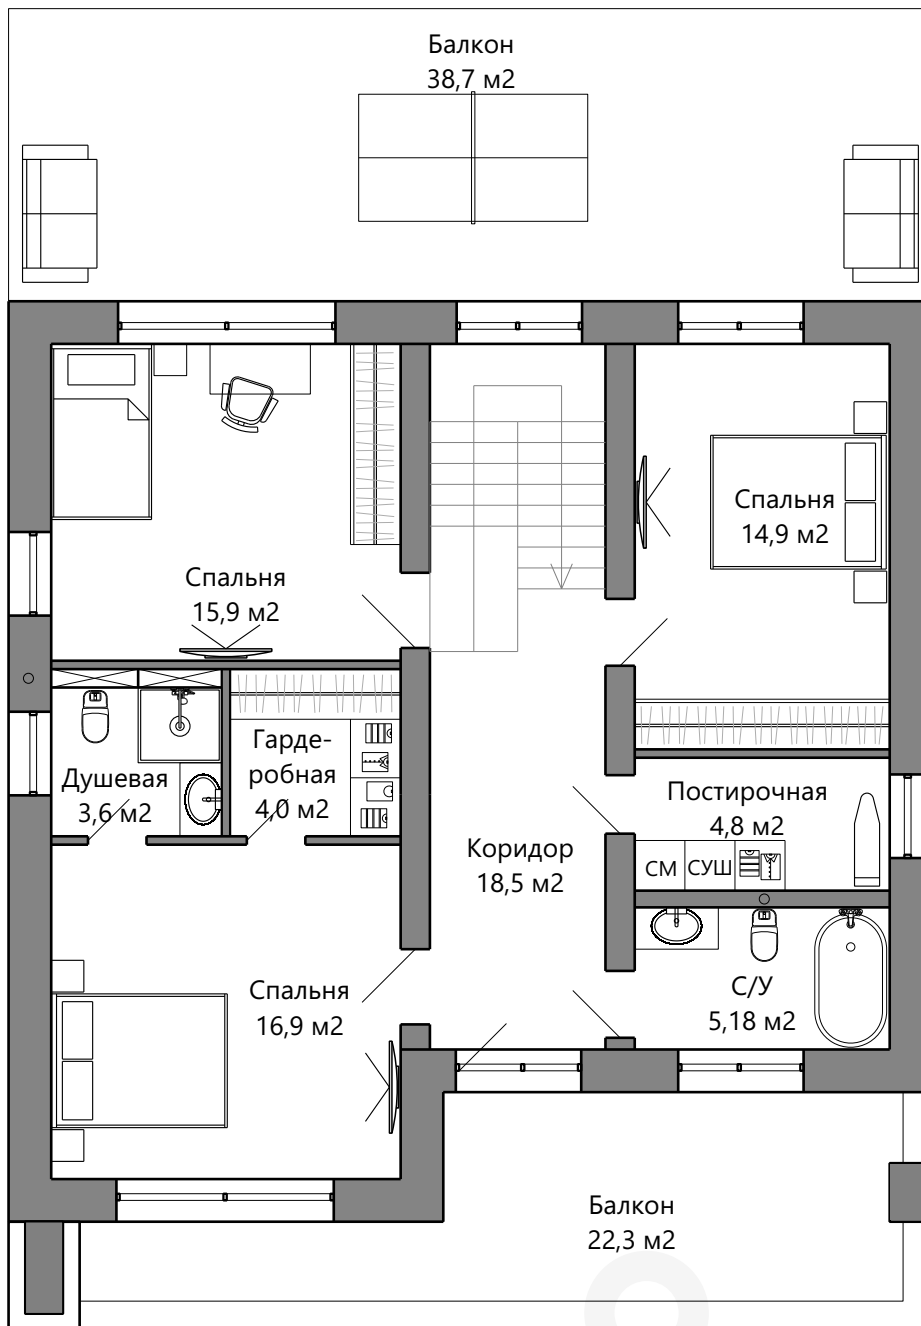 Балкон
38,7 м2
Спальня
14,9 м2
Спальня
15,9 м2
Гарде-
робная
4,0 м2
Душевая
3,6 м2
Постирочная
4,8 м2
Коридор
18,5 м2
СМ
СУШ
Спальня
16,9 м2
С/У
5,18 м2
Балкон
22,3 м2